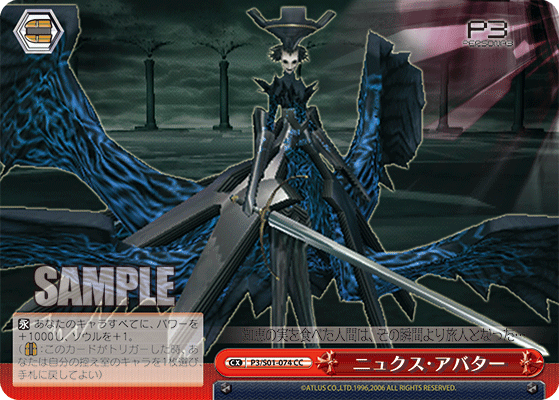 P3
PERSONA3
SAMPLE
永 あなたのキャラすべてに、パワーを
+1000し、ソウルを+1。
( :このカードがトリガーした時、あ
なたは自分の控え室のキャラを1枚選び、
手札に戻してよい)
知恵の実を食べた人間は、その瞬間より旅人となった…
CX P3/S01-074 CC ニュクス・アバター
©ATLUS CO.,LTD.1996,2006 ALL RIGHTS RESERVED.